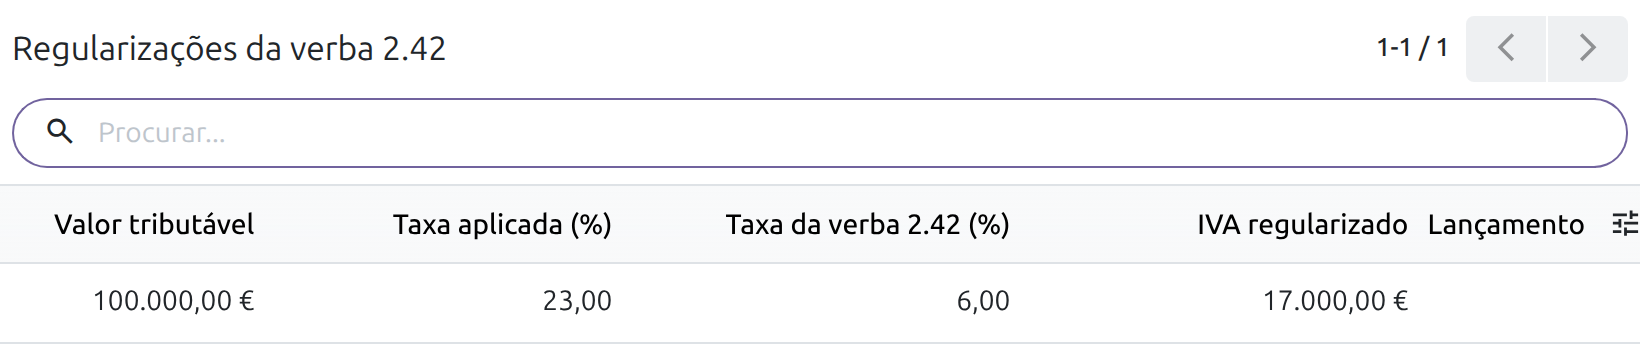 Regularizações da verba 2.42
1-1 / 1
Procurar...
Valor tributável Taxa aplicada (%) Taxa da verba 2.42 (%) IVA regularizado Lançamento
100.000,00 € 23,00 6,00 17.000,00 €